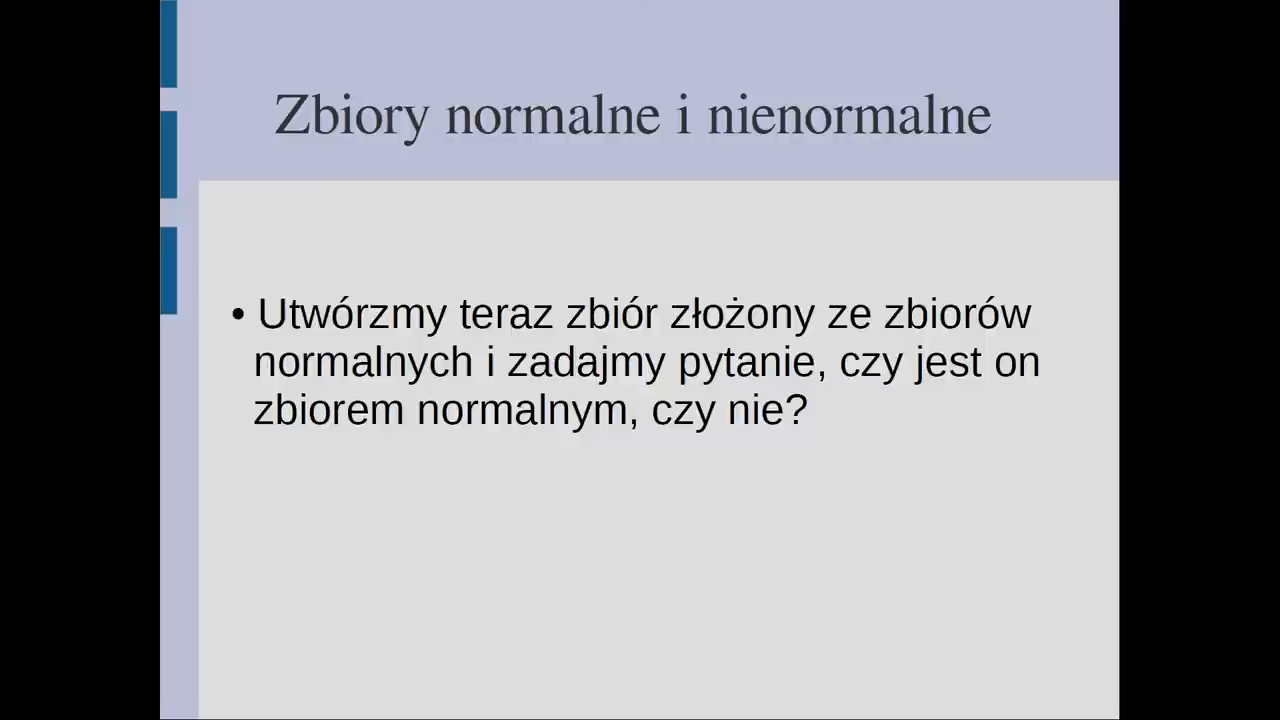 Zbiory normalne i nienormalne
• Utwórzmy teraz zbiór złożony ze zbiorów
normalnych i zadajmy pytanie, czy jest on
zbiorem normalnym, czy nie?